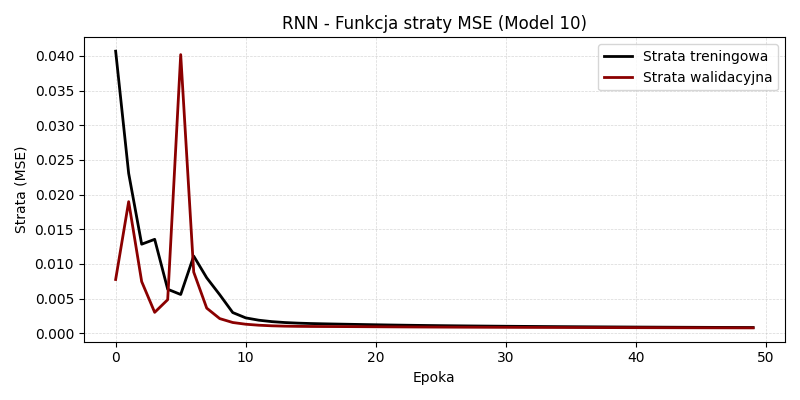 RNN - Funkcja straty MSE (Model 10)
Strata treningowa
Strata walidacyjna
Strata (MSE)
0.040
0.035
0.030
0.025
0.020
0.015
0.010
0.005
0.000
0 10 20 30 40 50
Epoka